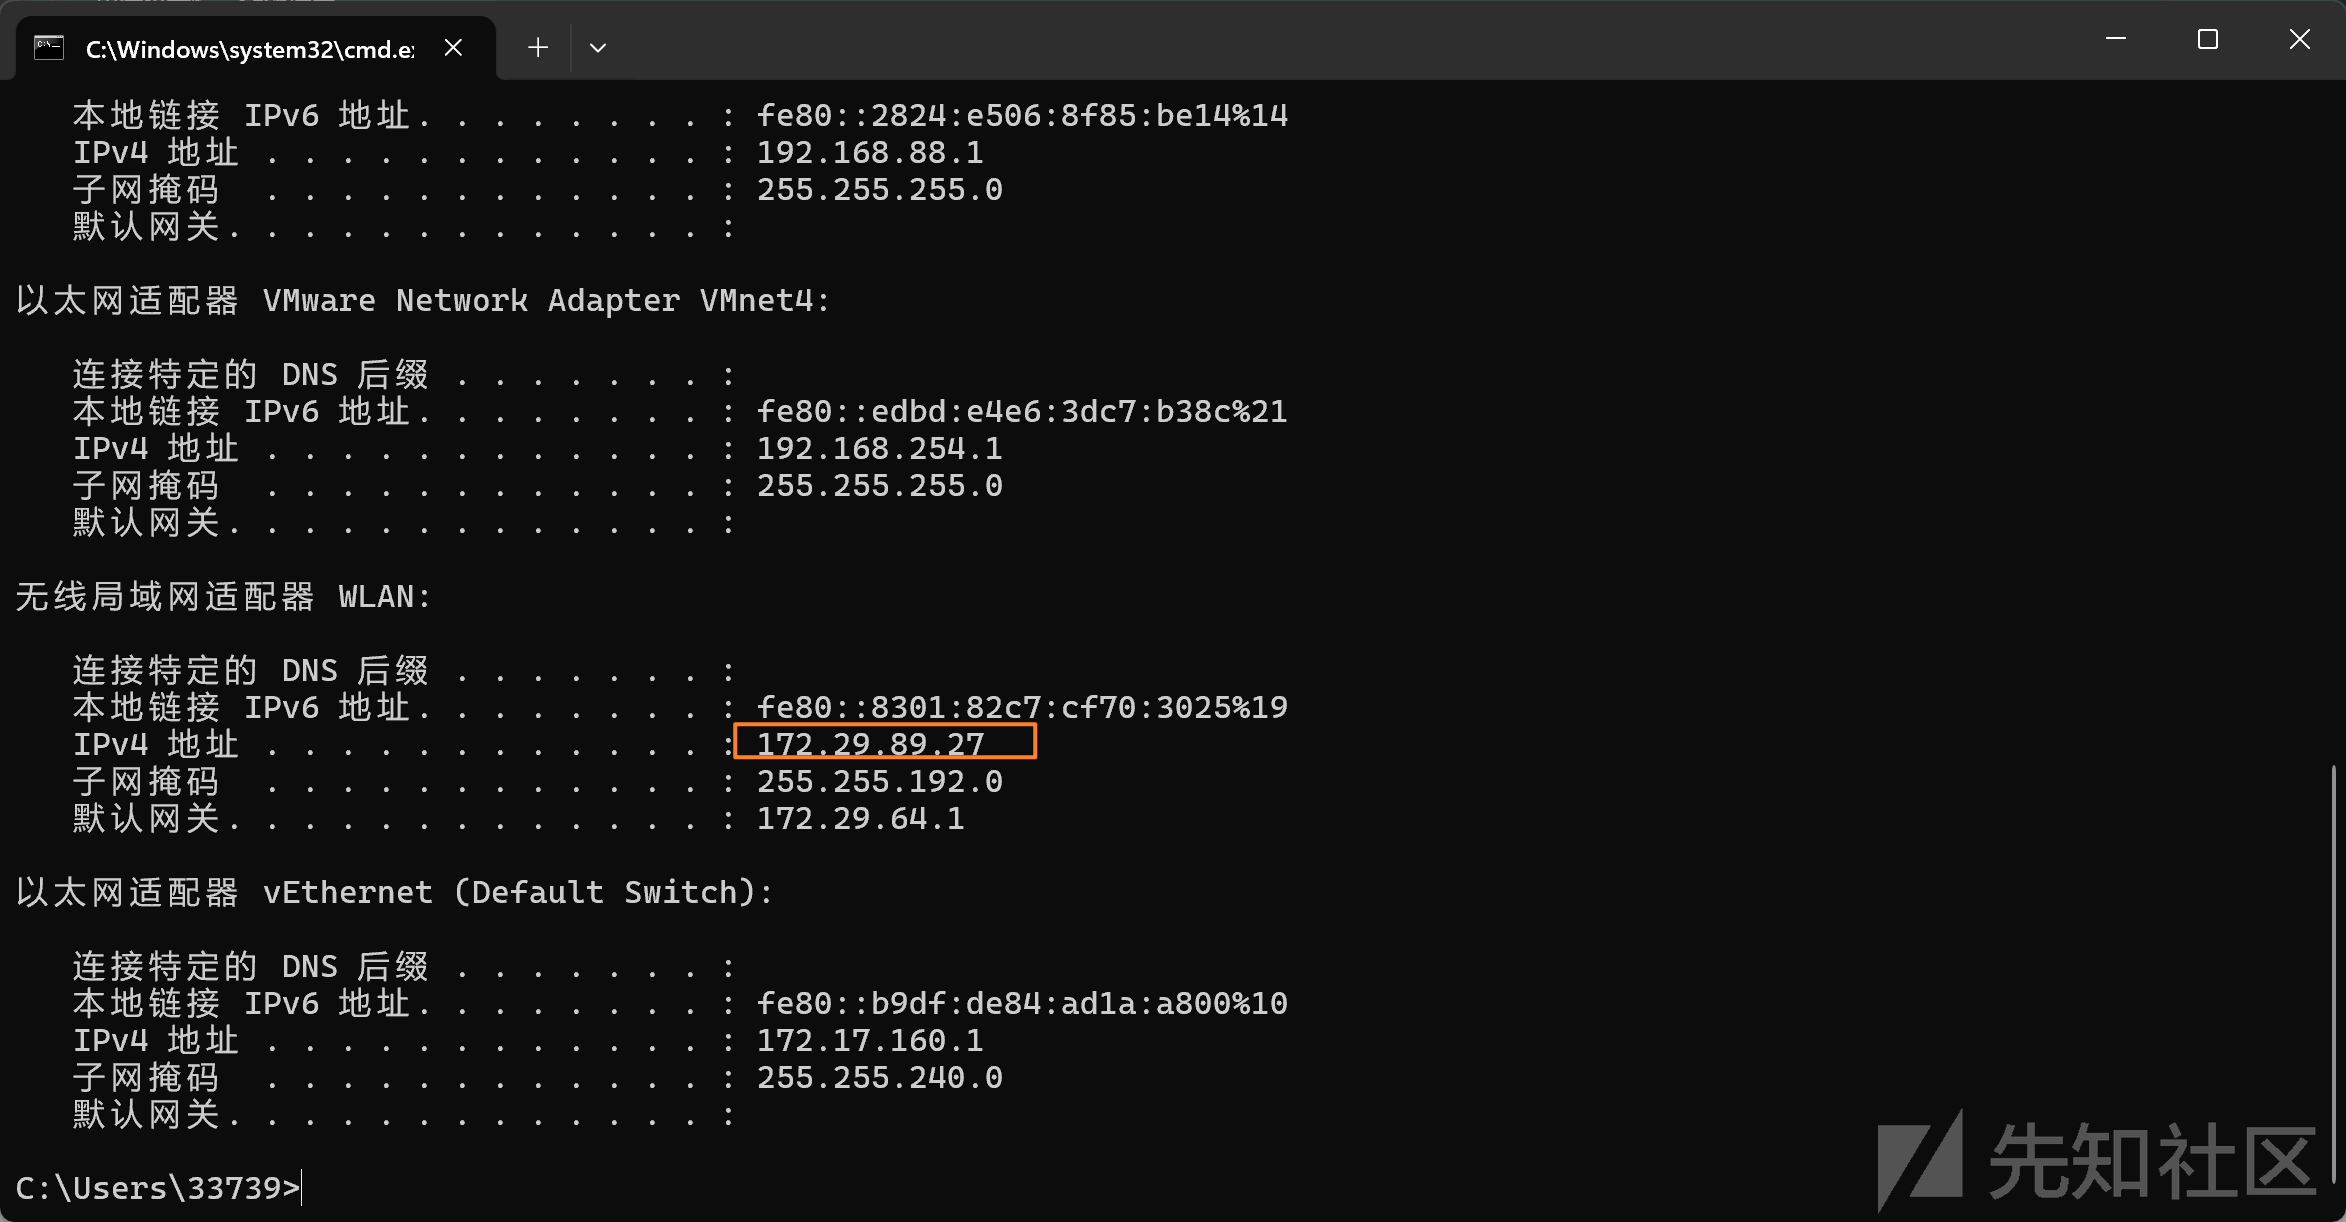 C:\Windows\system32\cmd.e
本地链接 IPv6 地址. . . . . . . . : fe80::2824:e506:8f85:be14%14
IPv4 地址 . . . . . . . . . . . . : 192.168.88.1
子网掩码  . . . . . . . . . . . . : 255.255.255.0
默认网关. . . . . . . . . . . . . :
以太网适配器 VMware Network Adapter VMnet4:
连接特定的 DNS 后缀 . . . . . . . :
本地链接 IPv6 地址. . . . . . . . : fe80::edbd:e4e6:3dc7:b38c%21
IPv4 地址 . . . . . . . . . . . . : 192.168.254.1
子网掩码  . . . . . . . . . . . . : 255.255.255.0
默认网关. . . . . . . . . . . . . :
无线局域网适配器 WLAN:
连接特定的 DNS 后缀 . . . . . . . :
本地链接 IPv6 地址. . . . . . . . : fe80::8301:82c7:cf70:3025%19
IPv4 地址 . . . . . . . . . . . . : 172.29.89.27
子网掩码  . . . . . . . . . . . . : 255.255.192.0
默认网关. . . . . . . . . . . . . : 172.29.64.1
以太网适配器 vEthernet (Default Switch):
连接特定的 DNS 后缀 . . . . . . . :
本地链接 IPv6 地址. . . . . . . . : fe80::b9df:de84:ad1a:a800%10
IPv4 地址 . . . . . . . . . . . . : 172.17.160.1
子网掩码  . . . . . . . . . . . . : 255.255.240.0
默认网关. . . . . . . . . . . . . :
C:\Users\33739>
先知社区